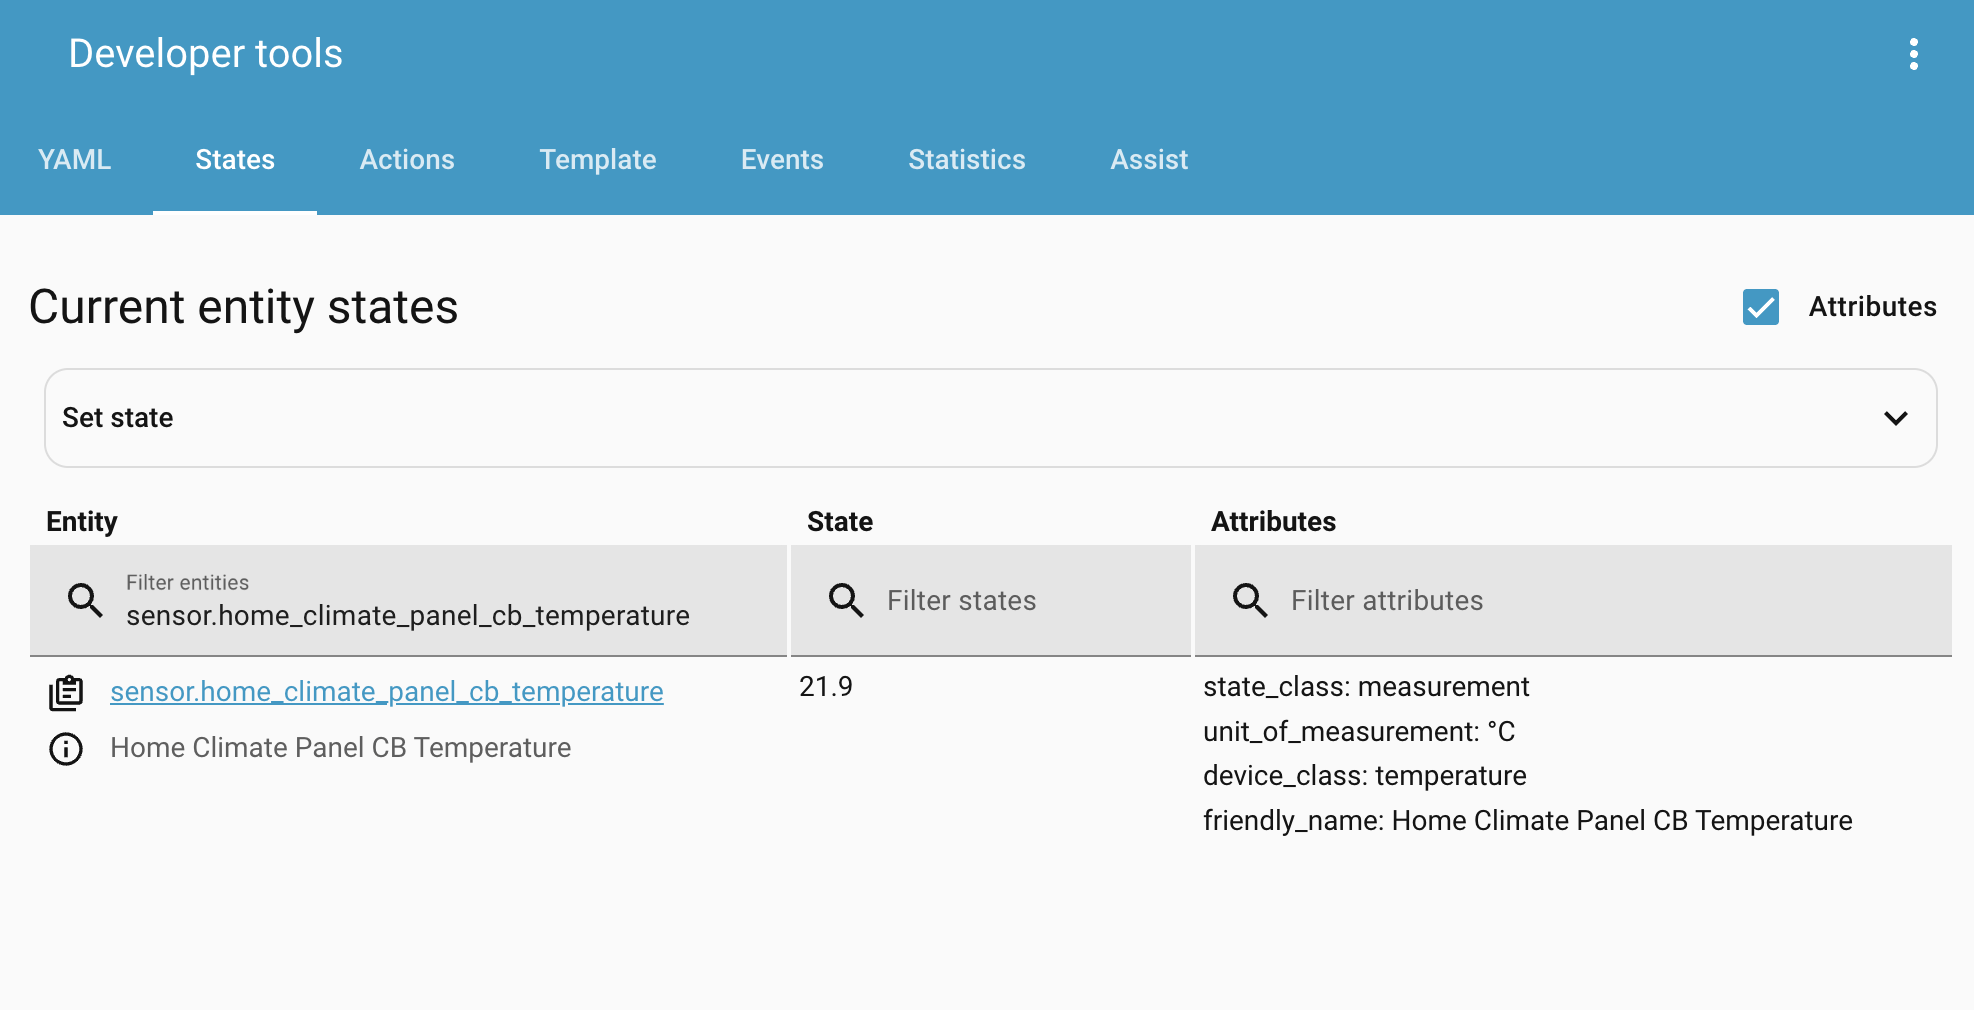 Developer tools
YAML States Actions Template Events Statistics Assist
Current entity states
Attributes
Set state
Entity State Attributes
Filter entities
sensor.home_climate_panel_cb_temperature
Filter states
Filter attributes
sensor.home_climate_panel_cb_temperature
Home Climate Panel CB Temperature
21.9
state_class: measurement
unit_of_measurement: °C
device_class: temperature
friendly_name: Home Climate Panel CB Temperature